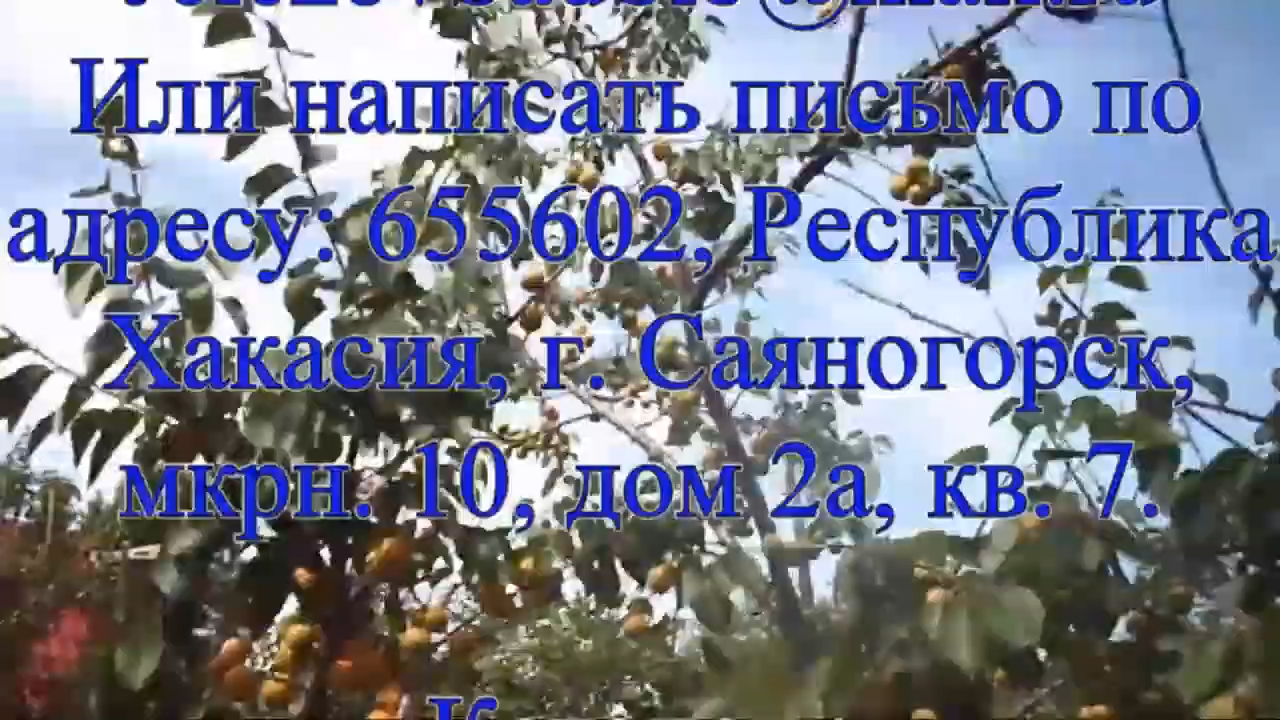 Или написать письмо по
адресу: 655602, Республика
Хакасия, г. Саяногорск,
мкрн. 10, дом 2а, кв. 7.